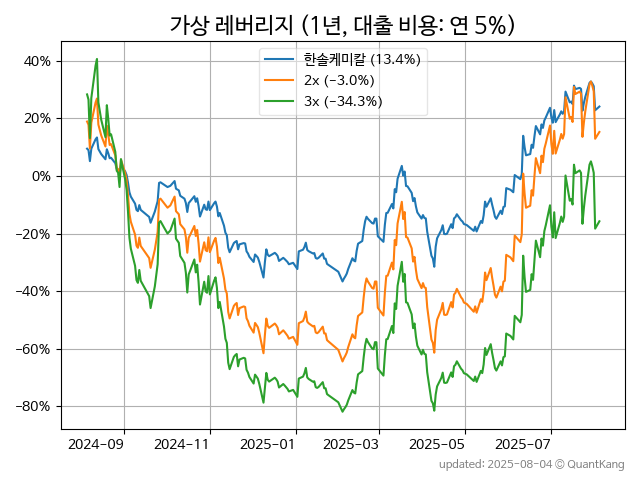 가상 레버리지 (1년, 대출 비용: 연 5%)
한솔케미칼 (13.4%)
2x (−3.0%)
3x (−34.3%)
40%
20%
0%
−20%
−40%
−60%
−80%
2024-09 2024-11 2025-01 2025-03 2025-05 2025-07
updated: 2025-08-04 © QuantKang